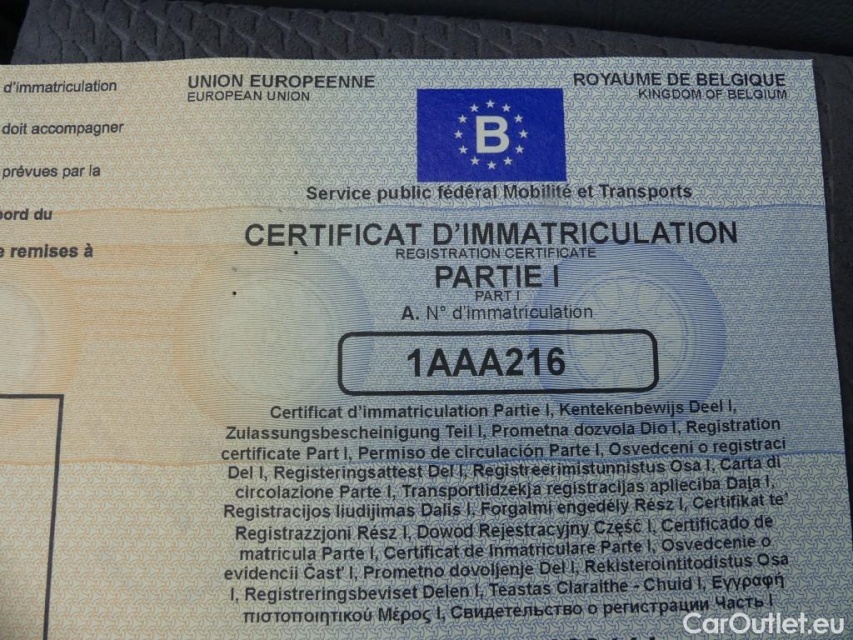 d'immatriculation
doit accompagner
prévues par la
bord du
e remises à
UNION EUROPEENNE
EUROPEAN UNION
ROYAUME DE BELGIQUE
KINGDOM OF BELGIUM
B
Service public fédéral Mobilité et Transports
CERTIFICAT D'IMMATRICULATION
REGISTRATION CERTIFICATE
PARTIE I
PART I
A. N° d'Immatriculation
1AAA216
Certificat d'immatriculation Partie I, Kentekenbewijs Deel I,
Zulassungsbescheinigung Teil I, Prometna dozvola Dio I, Registration
certificate Part I, Permiso de circulación Parte I, Osvedceni o registraci
Del I, Registeringsattest Del I, Registreerimistunnistus Osa I, Carta di
circolazione Parte I, Transportlidzekja registracijas aplieciba Daļa I,
Registracijos liudijimas Dalis I, Forgalmi engedély Rész I, Certifikat te'
Registrazzjoni Rész I, Dowod Rejestracyjny Część I, Certificado de
matricula Parte I, Certificat de Inmatriculare Parte I, Osvedcenie o
evidencii Čast' I, Prometno dovoljenje Del I, Rekisterointitodistus Osa
I, Registreringsbeviset Delen I, Teastas Claraithe - Chuid I, Εγγραφή
πιστοποιητικού Μέρος I, Свидетельство о регистрации Часть I
CarOutlet.eu